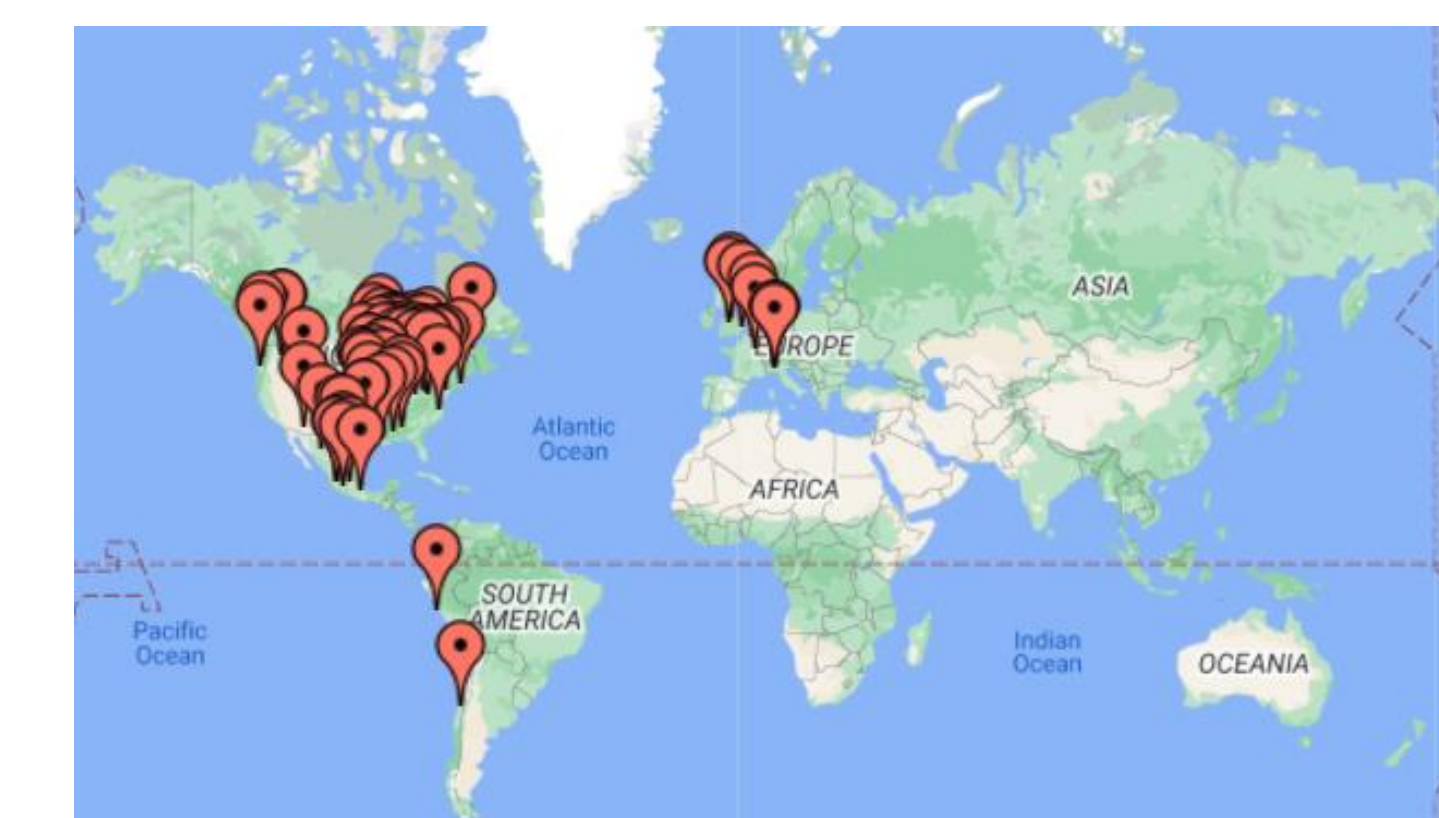 ASIA
EUROPE
Atlantic
Ocean
AFRICA
SOUTH
AMERICA
Pacific
Ocean
Indian
Ocean
OCEANIA